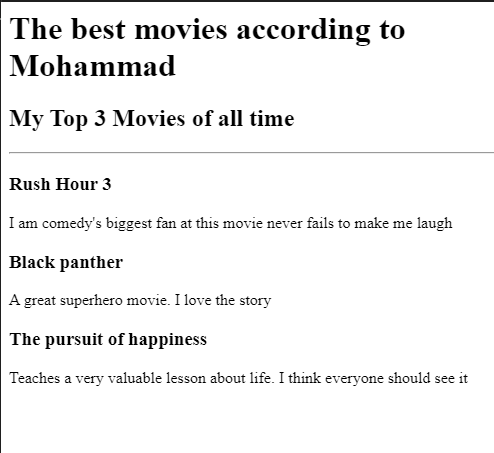 The best movies according to
Mohammad
My Top 3 Movies of all time
Rush Hour 3
I am comedy's biggest fan at this movie never fails to make me laugh
Black panther
A great superhero movie. I love the story
The pursuit of happiness
Teaches a very valuable lesson about life. I think everyone should see it